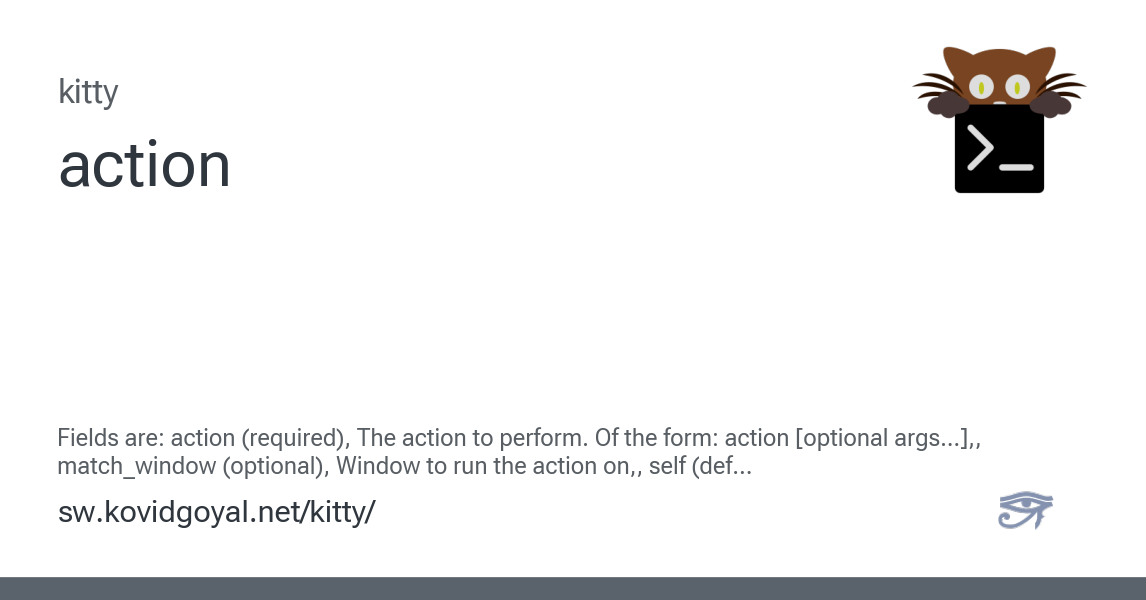 kitty
action
>_
Fields are: action (required), The action to perform. Of the form: action [optional args...],,
match_window (optional), Window to run the action on,, self (def...
sw.kovidgoyal.net/kitty/